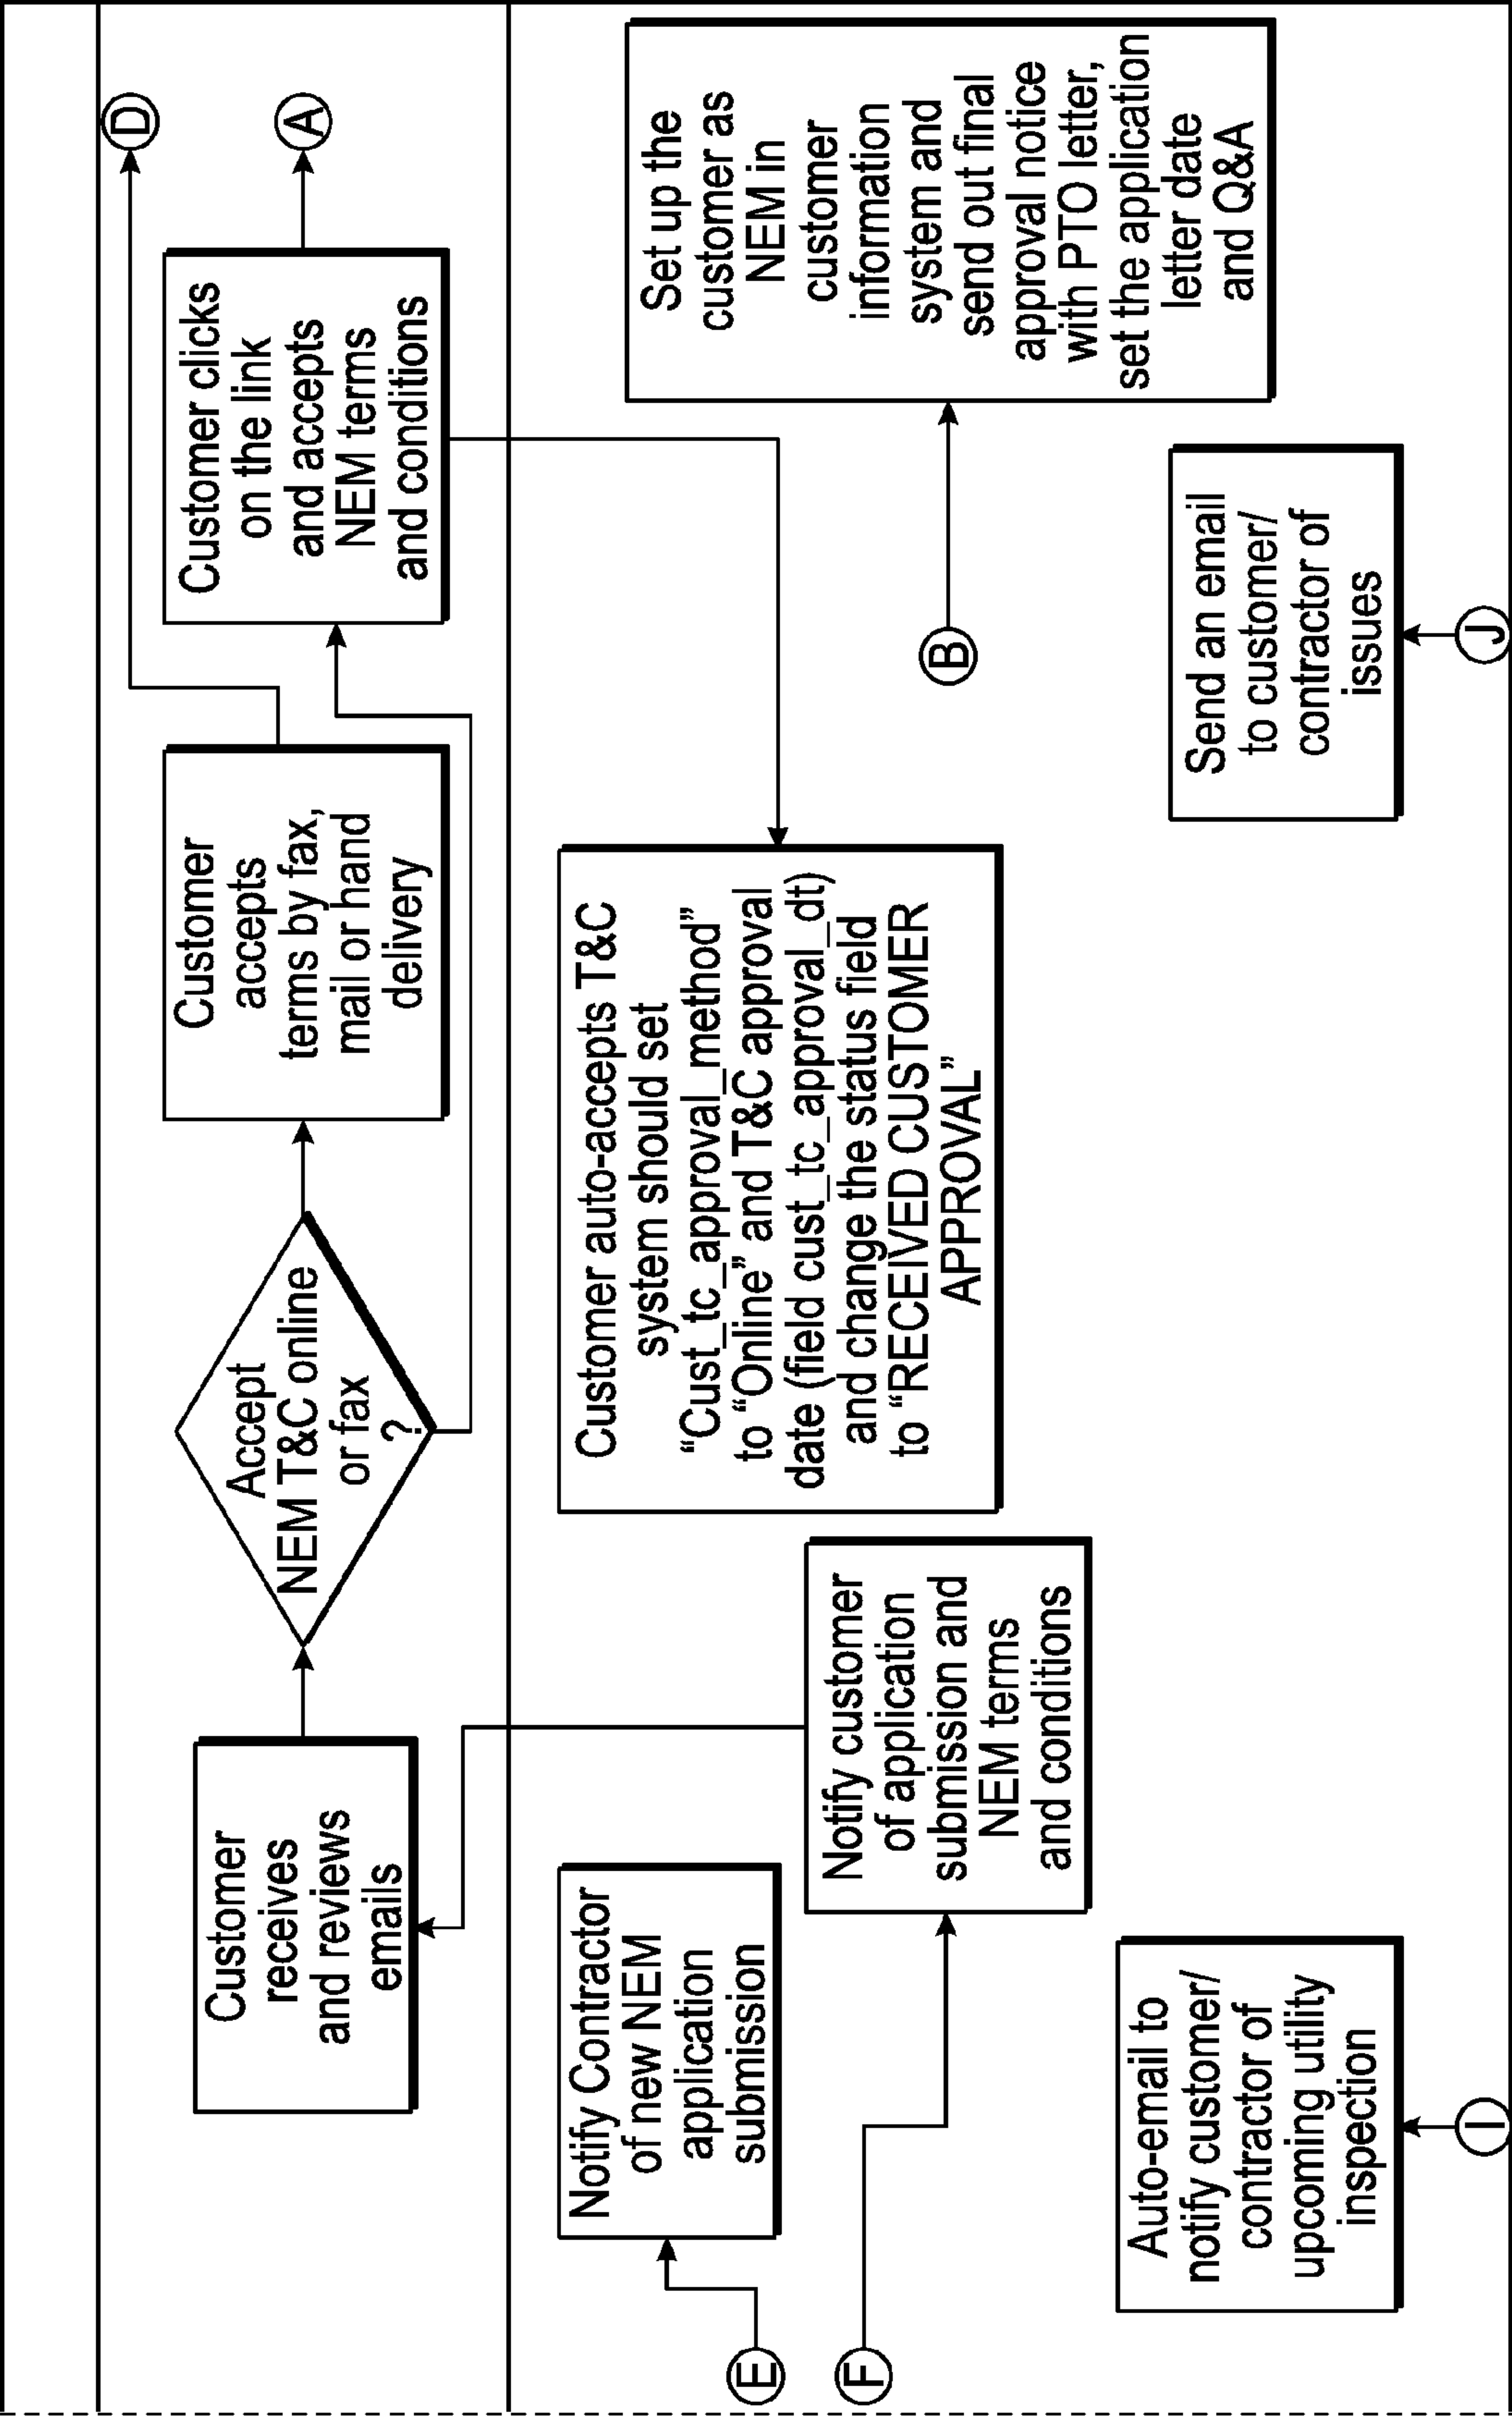 D
A
Customer
receives
and reviews
emails
Accept
NEM T&C online
or fax
?
Customer
accepts
terms by fax,
mail or hand
delivery
Customer clicks
on the link
and accepts
NEM terms
and conditions
E
Notify Contractor
of new NEM
application
submission
F
Notify customer
of application
submission and
NEM terms
and conditions
Customer auto-accepts T&C
system should set
“Cust_tc_approval_method”
to “Online” and T&C approval
date (field cust_tc_approval_dt)
and change the status field
to “RECEIVED CUSTOMER
APPROVAL”
B
Set up the
customer as
NEM in
customer
information
system and
send out final
approval notice
with PTO letter,
set the application
letter date
and Q&A
Auto-email to
notify customer/
contractor of
upcoming utility
inspection
I
Send an email
to customer/
contractor of
issues
J